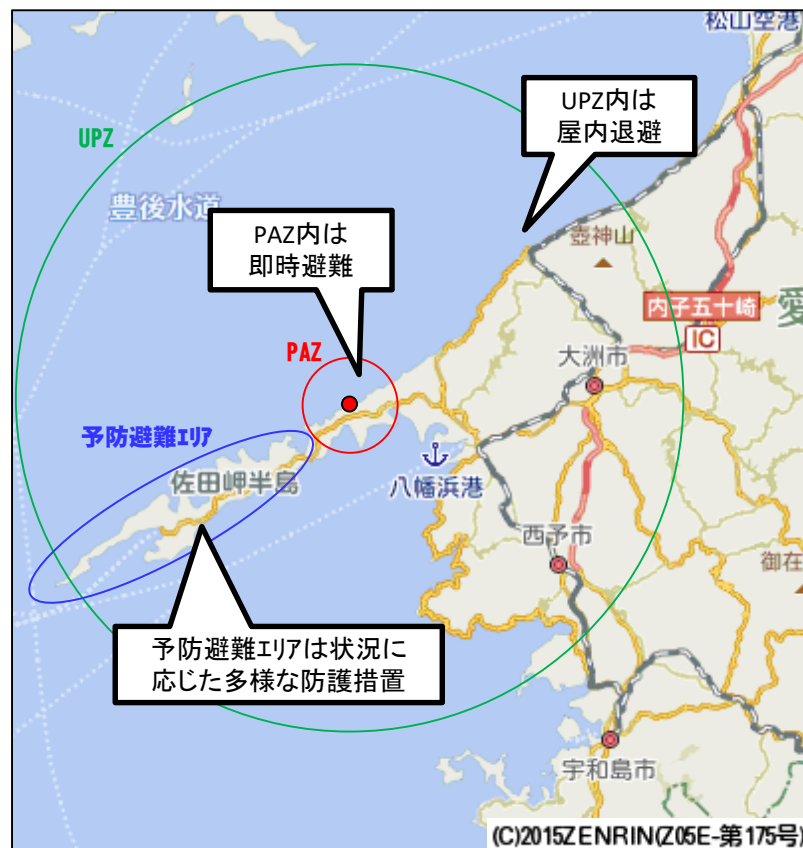 松山空港
UPZ内は
屋内退避
UPZ
豊後水道
PAZ内は
即時避難
壺神山
内子五十崎
IC
愛
PAZ
大洲市
予防避難エリア
佐田岬半島
八幡浜港
西予市
御在
予防避難エリアは状況に
応じた多様な防護措置
宇和島市
(C)2015ZENRIN(Z05E-第175号)